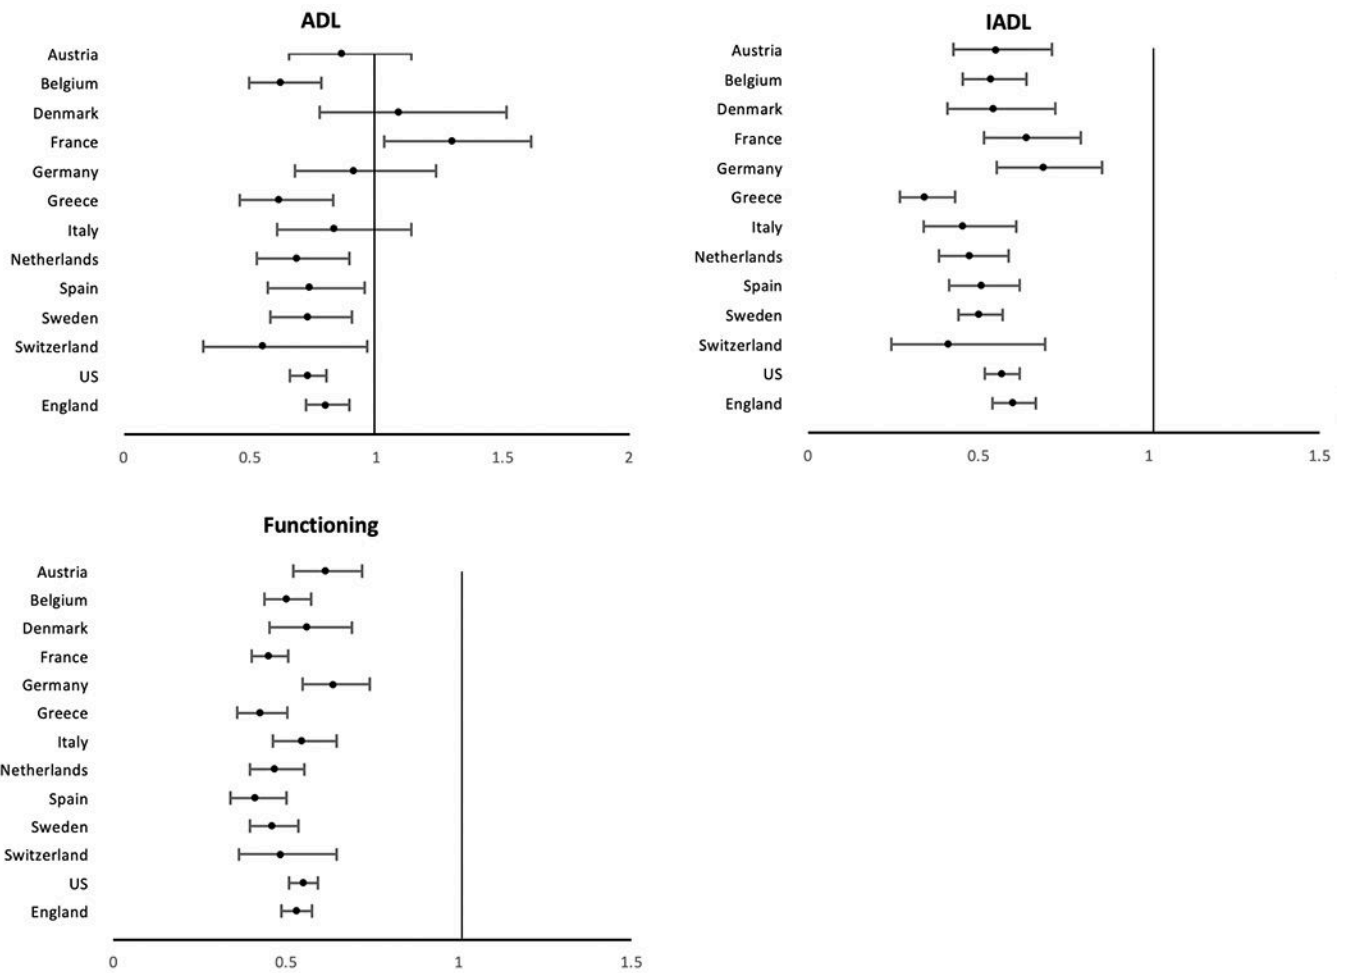 ADL
Austria
Belgium
Denmark
France
Germany
Greece
Italy
Netherlands
Spain
Sweden
Switzerland
US
England
0 0.5 1 1.5 2
IADL
Austria
Belgium
Denmark
France
Germany
Greece
Italy
Netherlands
Spain
Sweden
Switzerland
US
England
0 0.5 1 1.5
Functioning
Austria
Belgium
Denmark
France
Germany
Greece
Italy
Netherlands
Spain
Sweden
Switzerland
US
England
0 0.5 1 1.5